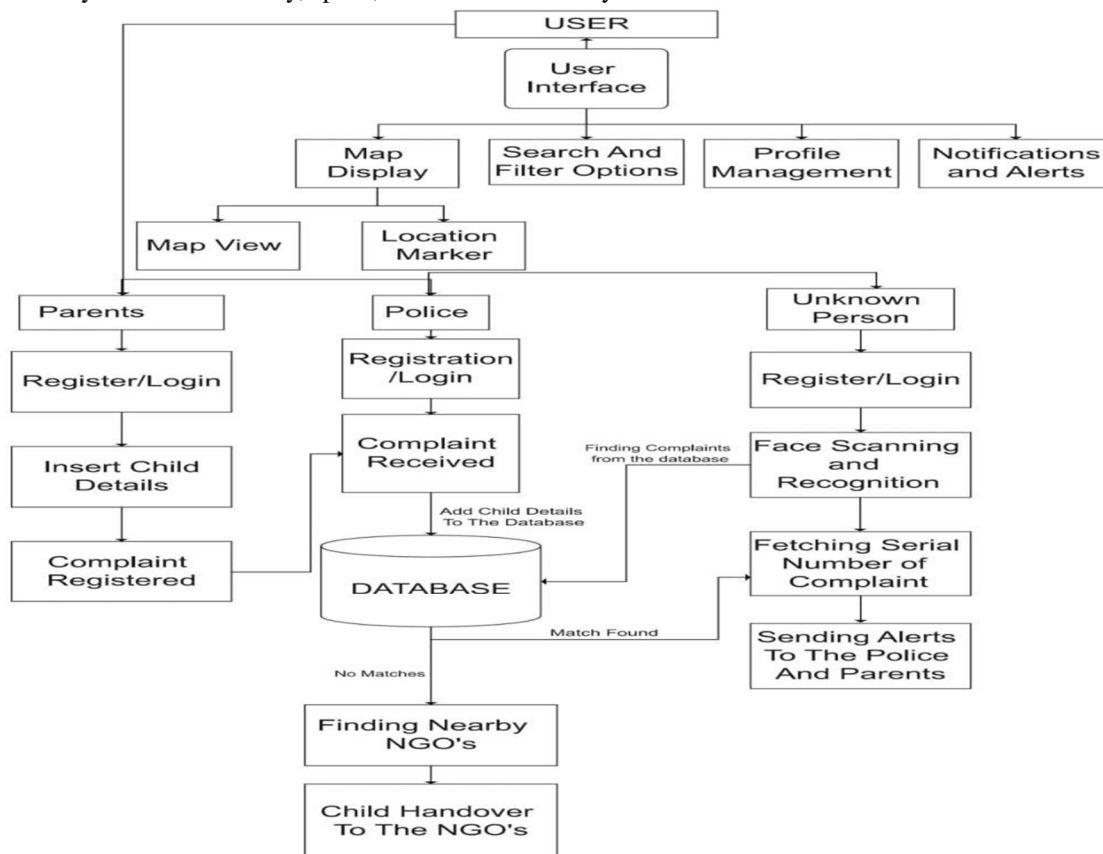 USER
User
Interface
Map
Display
Search And
Filter Options
Profile
Management
Notifications
and Alerts
Map View
Location
Marker
Parents
Police
Unknown
Person
Register/Login
Registration
/Login
Register/Login
Insert Child
Details
Complaint
Received
Finding Complaints
from the database
Face Scanning
and
Recognition
Add Child Details
To The Database
Complaint
Registered
DATABASE
Fetching Serial
Number of
Complaint
Match Found
Sending Alerts
To The Police
And Parents
No Matches
Finding Nearby
NGO's
Child Handover
To The NGO's